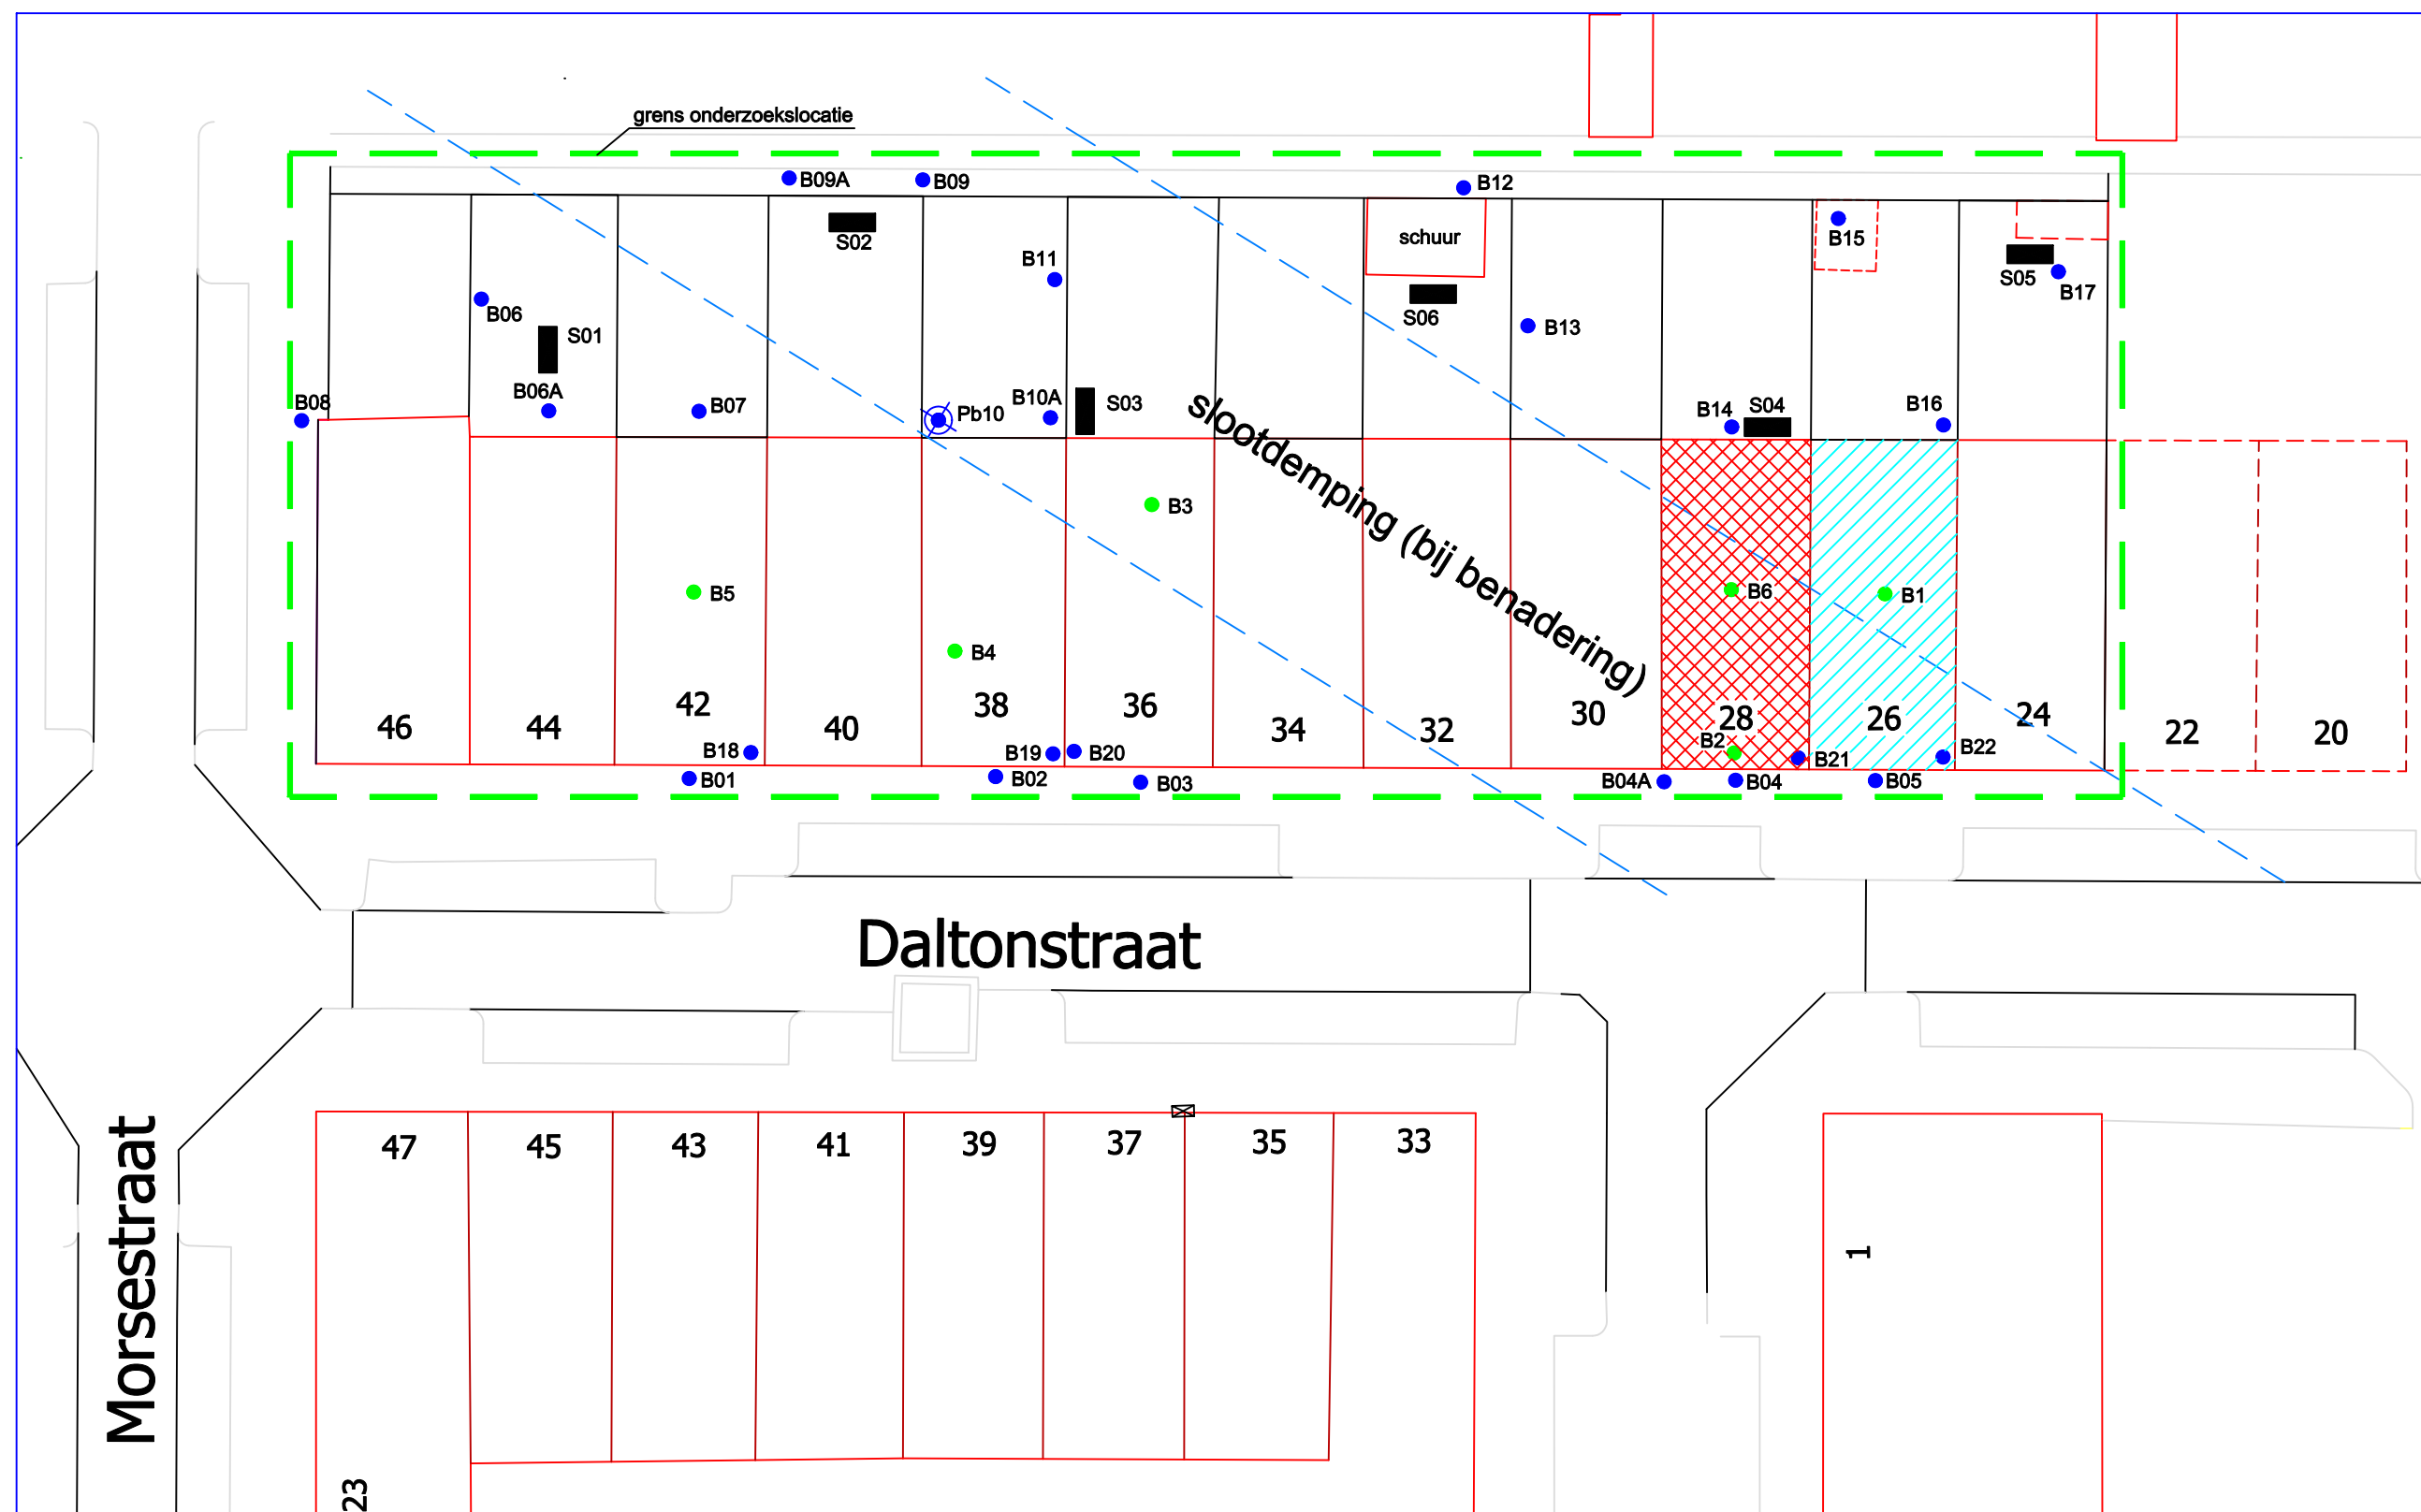 grens onderzoekslocatie
B09A
B09
B12
S02
schuur
B15
B11
S05
B17
B06
S01
S06
B13
B06A
B08
B07
Pb10
B10A
S03
B14
S04
B16
slootdemping (bij benadering)
B3
B5
B6
B1
B4
46
44
42
40
38
36
34
32
30
28
26
24
22
20
B18
B19
B20
B2
B21
B22
B01
B02
B03
B04A
B04
B05
Daltonstraat
Morsestraat
47
45
43
41
39
37
35
33
1
23